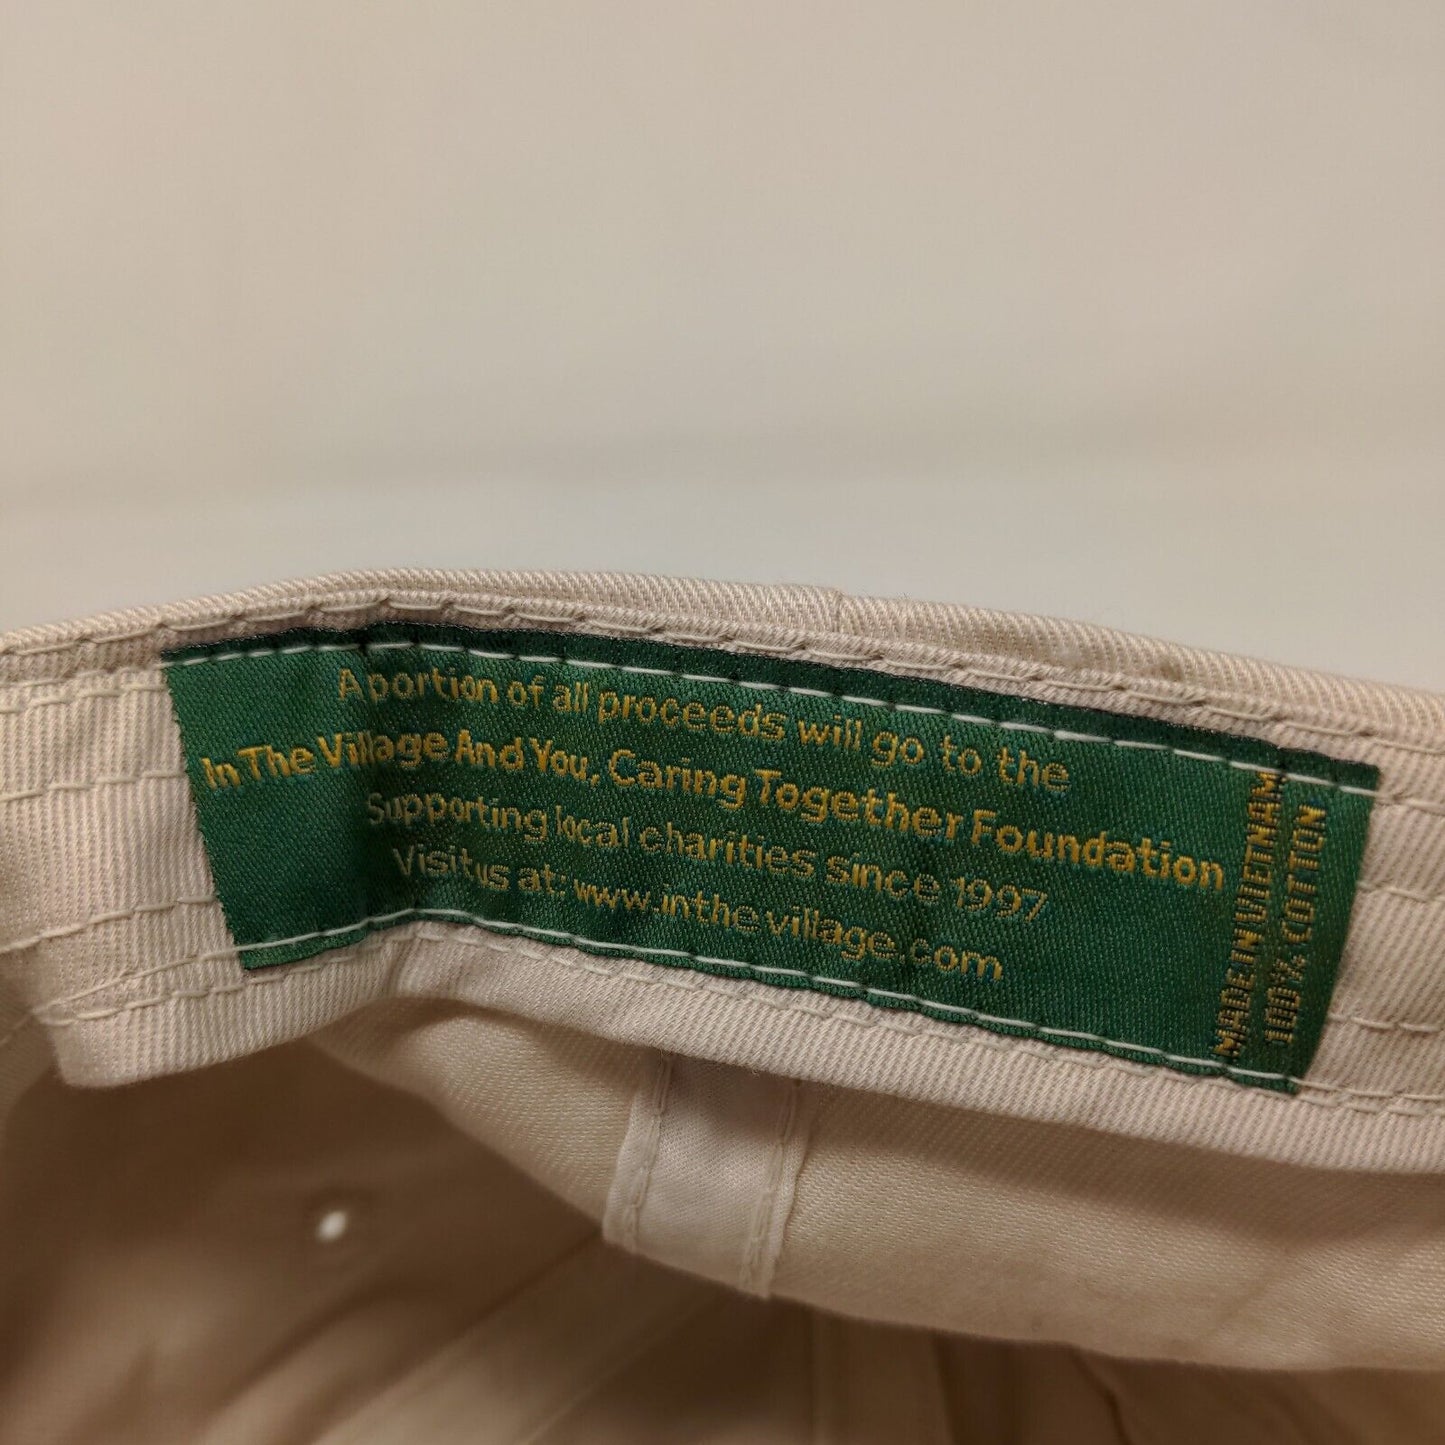 A portion of all proceeds will go to the
In The Village And You, Caring Together Foundation
Supporting local charities since 1997
Visit us at: www.inthevillage.com
MADE IN VIETNAM
100% COTTON